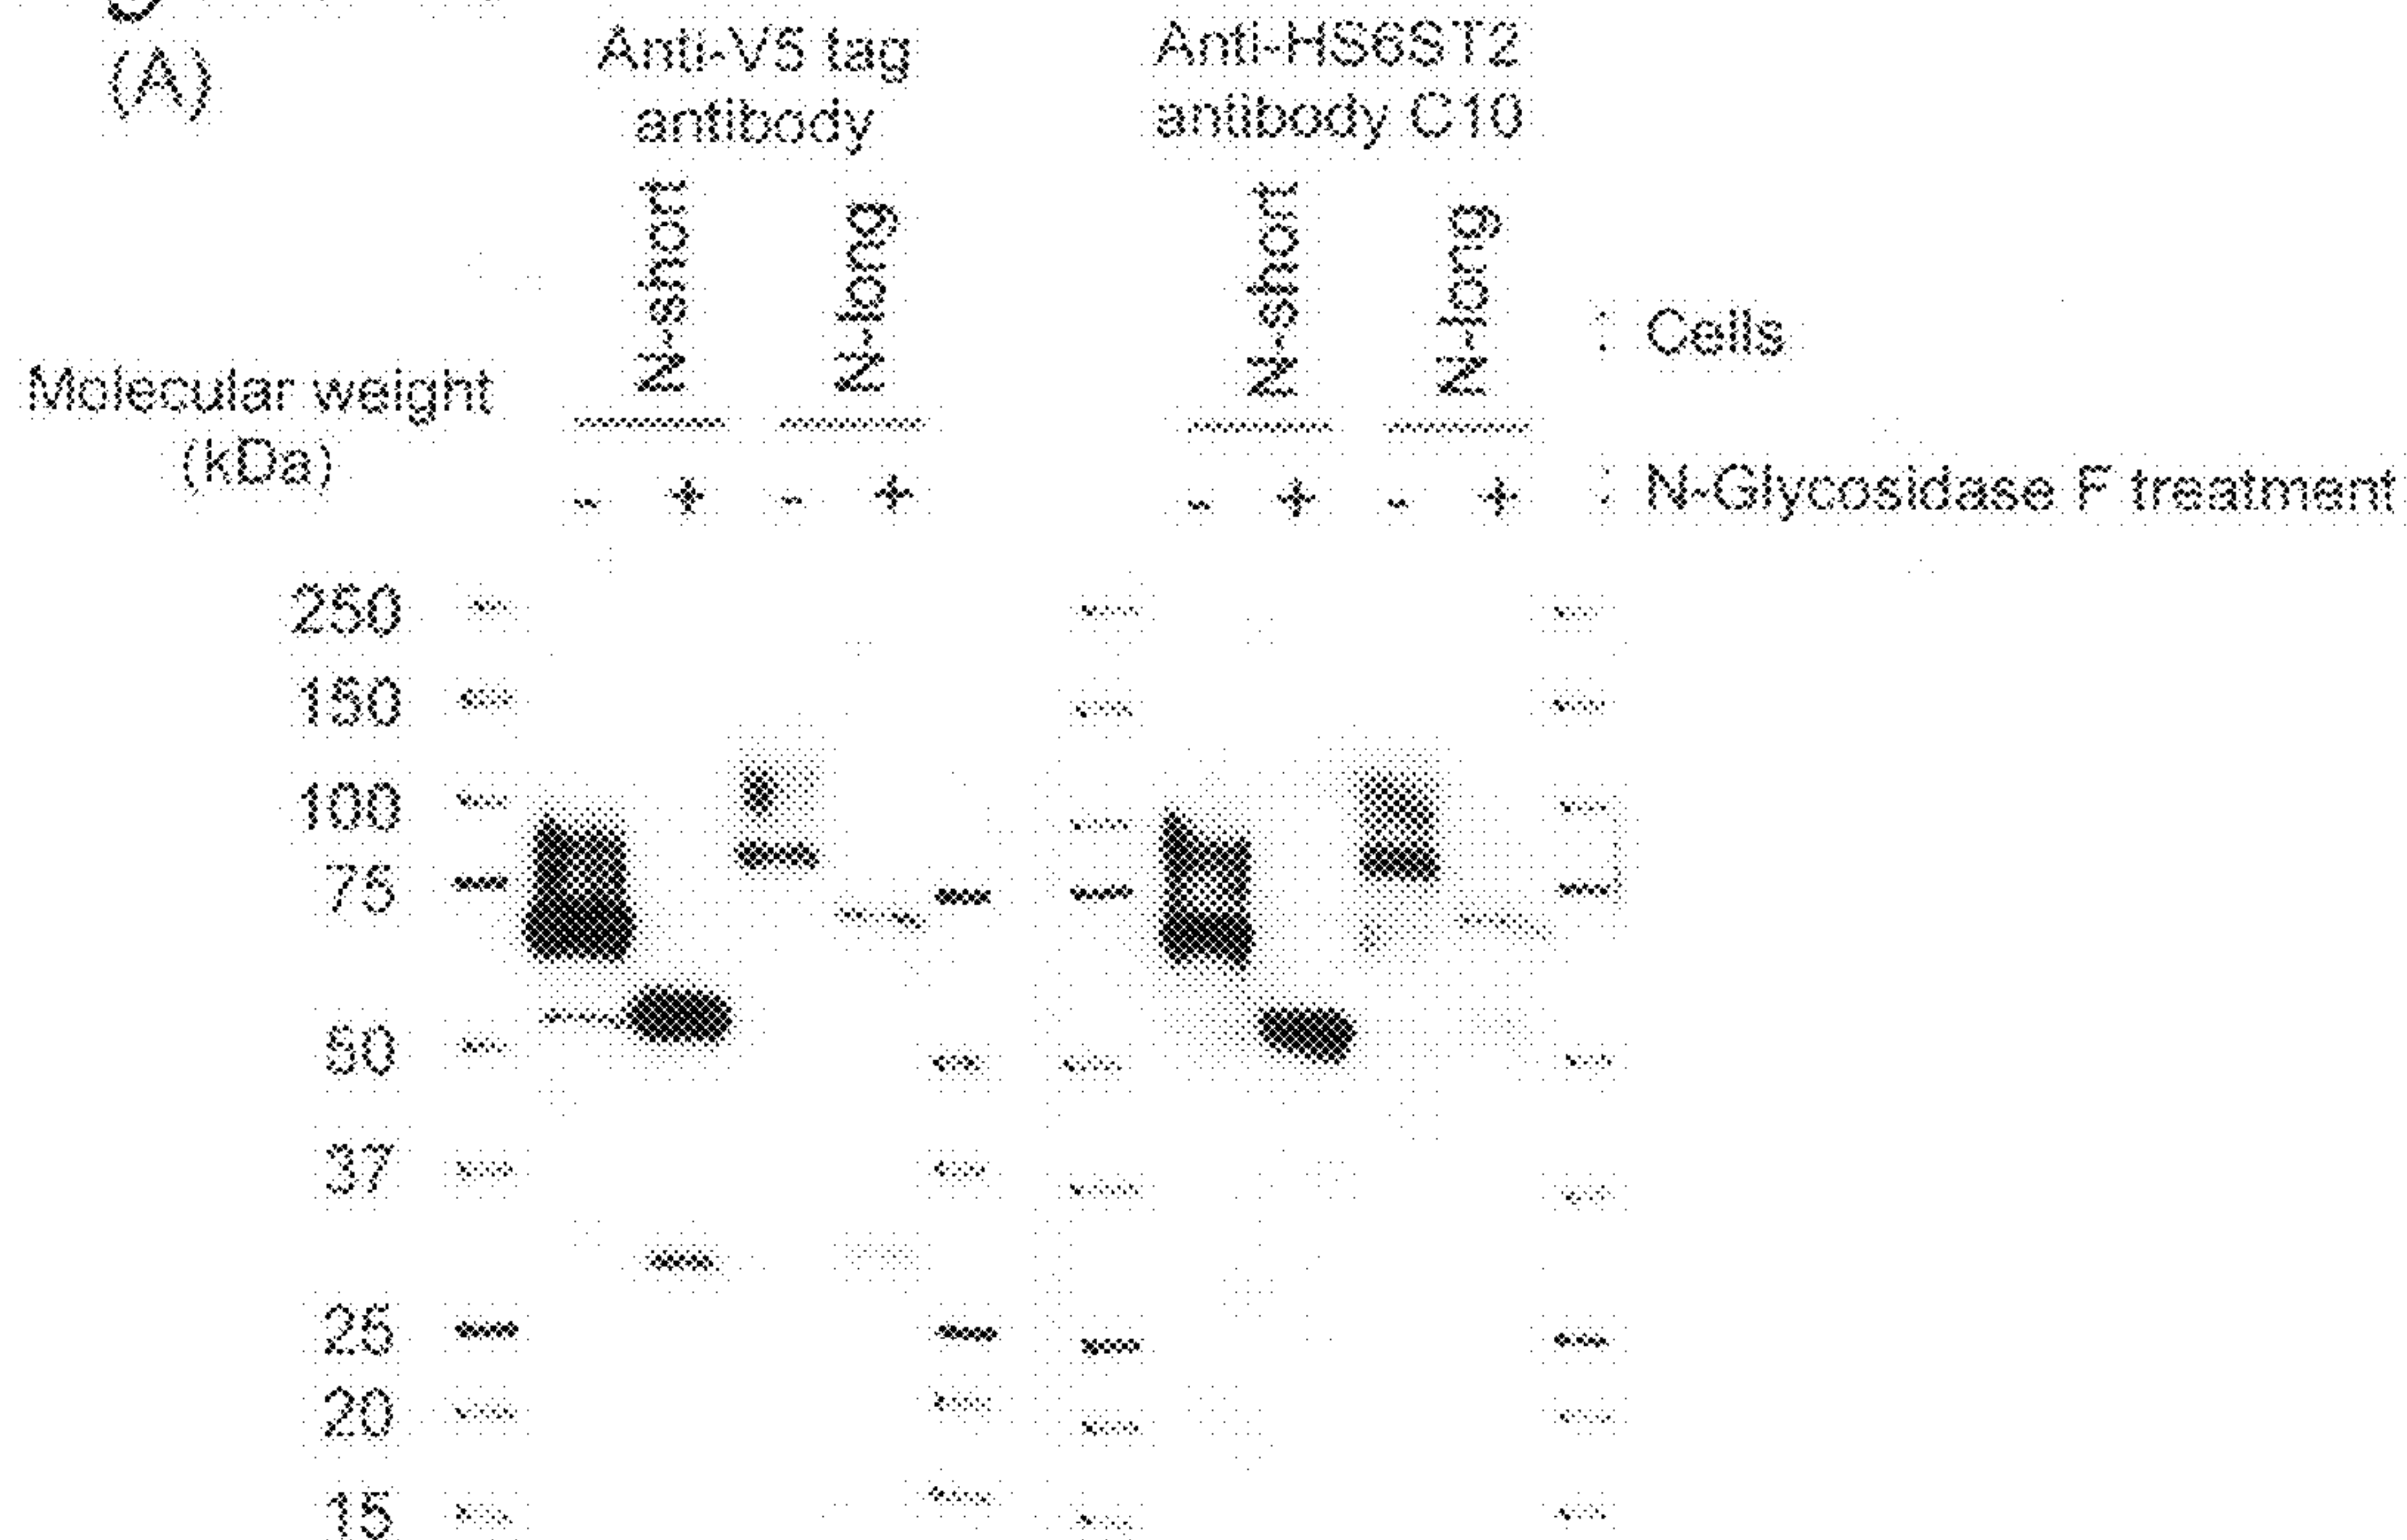 (A)
Anti-V5 tag
antibody
Anti-HS6ST2
antibody C10
N-short
N-long
N-short
N-long
: Cells
Molecular weight
(kDa)
- + - +
- + - +
: N-Glycosidase F treatment
250
150
100
75
50
37
25
20
15